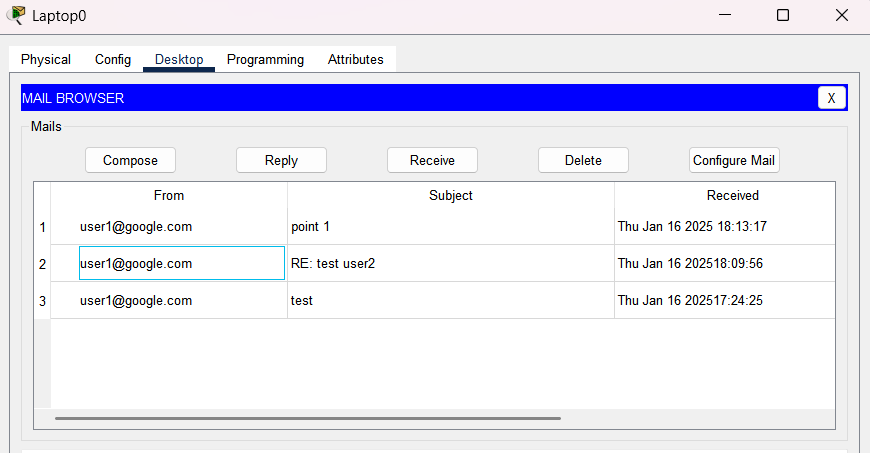 Laptop0
Physical Config Desktop Programming Attributes
MAIL BROWSER X
Mails
Compose Reply Receive Delete Configure Mail
From Subject Received
1 user1@google.com point 1 Thu Jan 16 2025 18:13:17
2 user1@google.com RE: test user2 Thu Jan 16 202518:09:56
3 user1@google.com test Thu Jan 16 202517:24:25